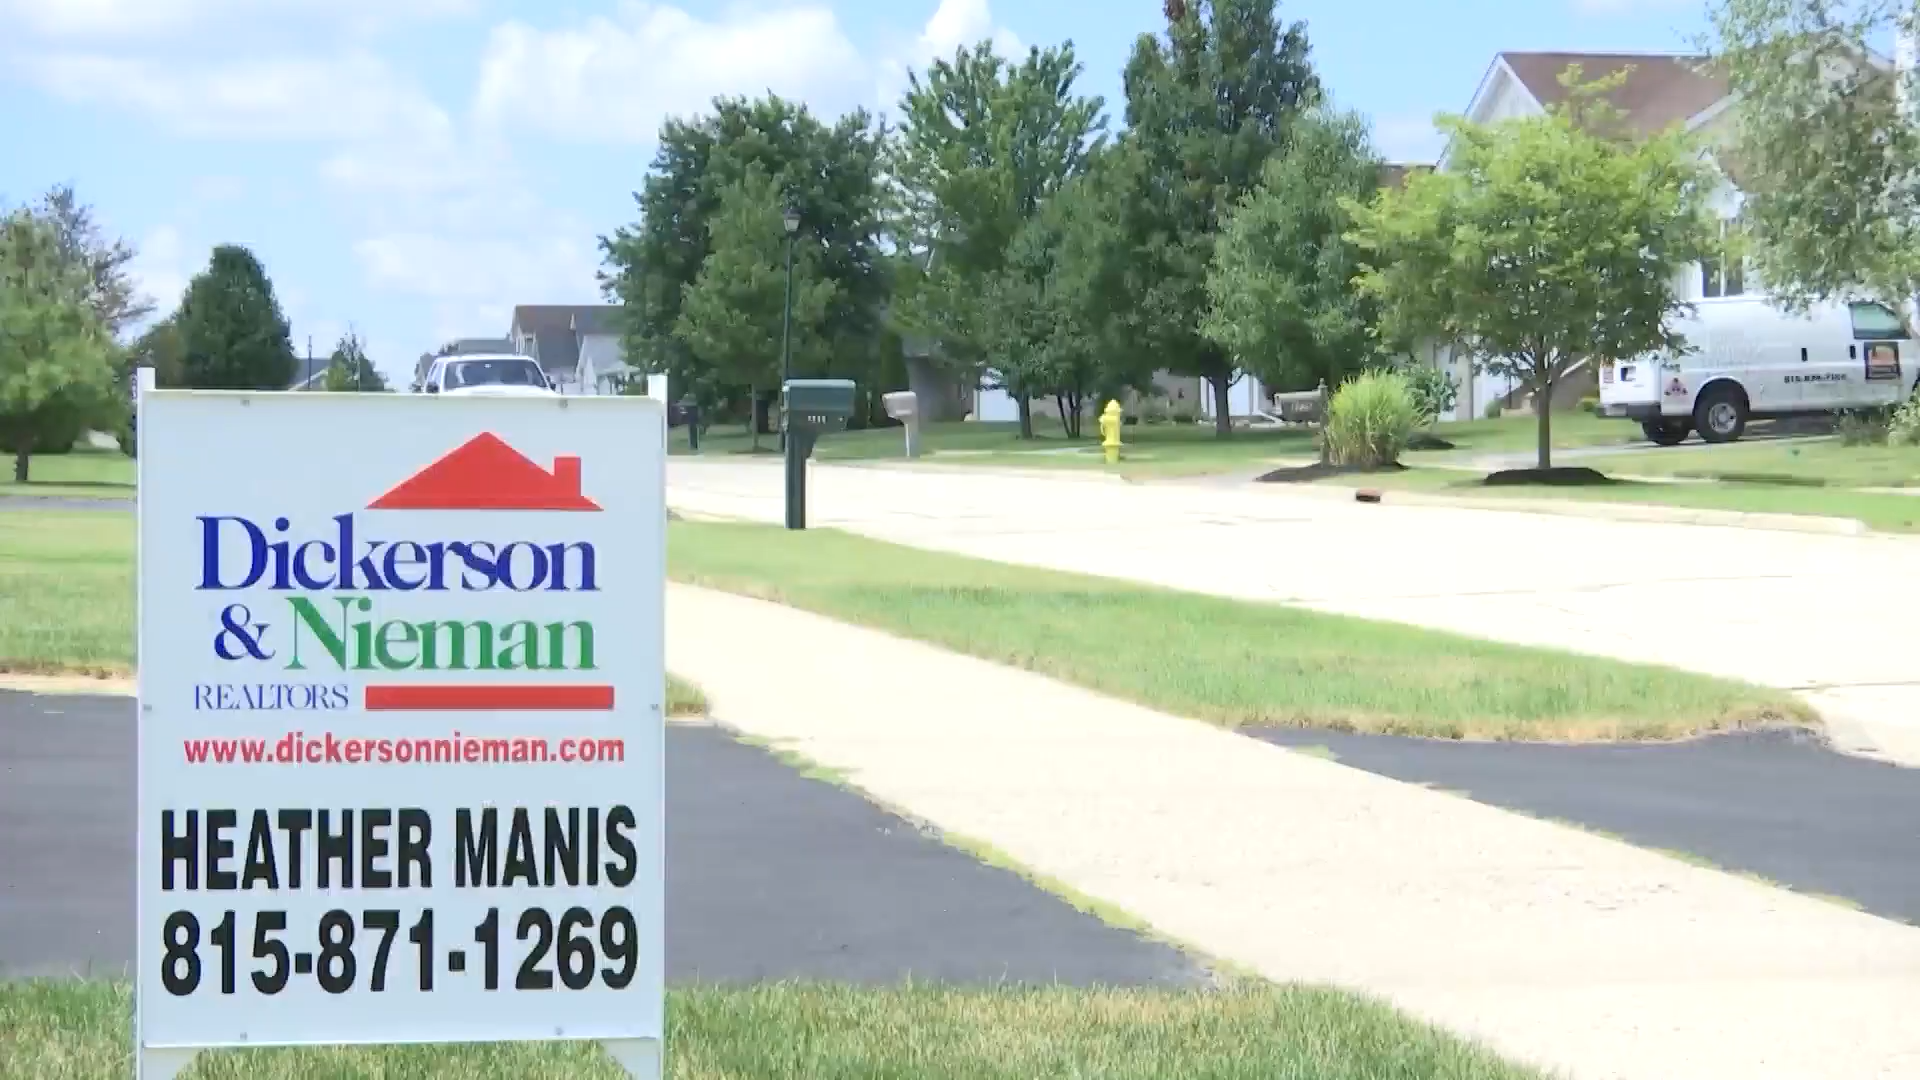 Dickerson
& Nieman
REALTORS
www.dickersonnieman.com
HEATHER MANIS
815-871-1269